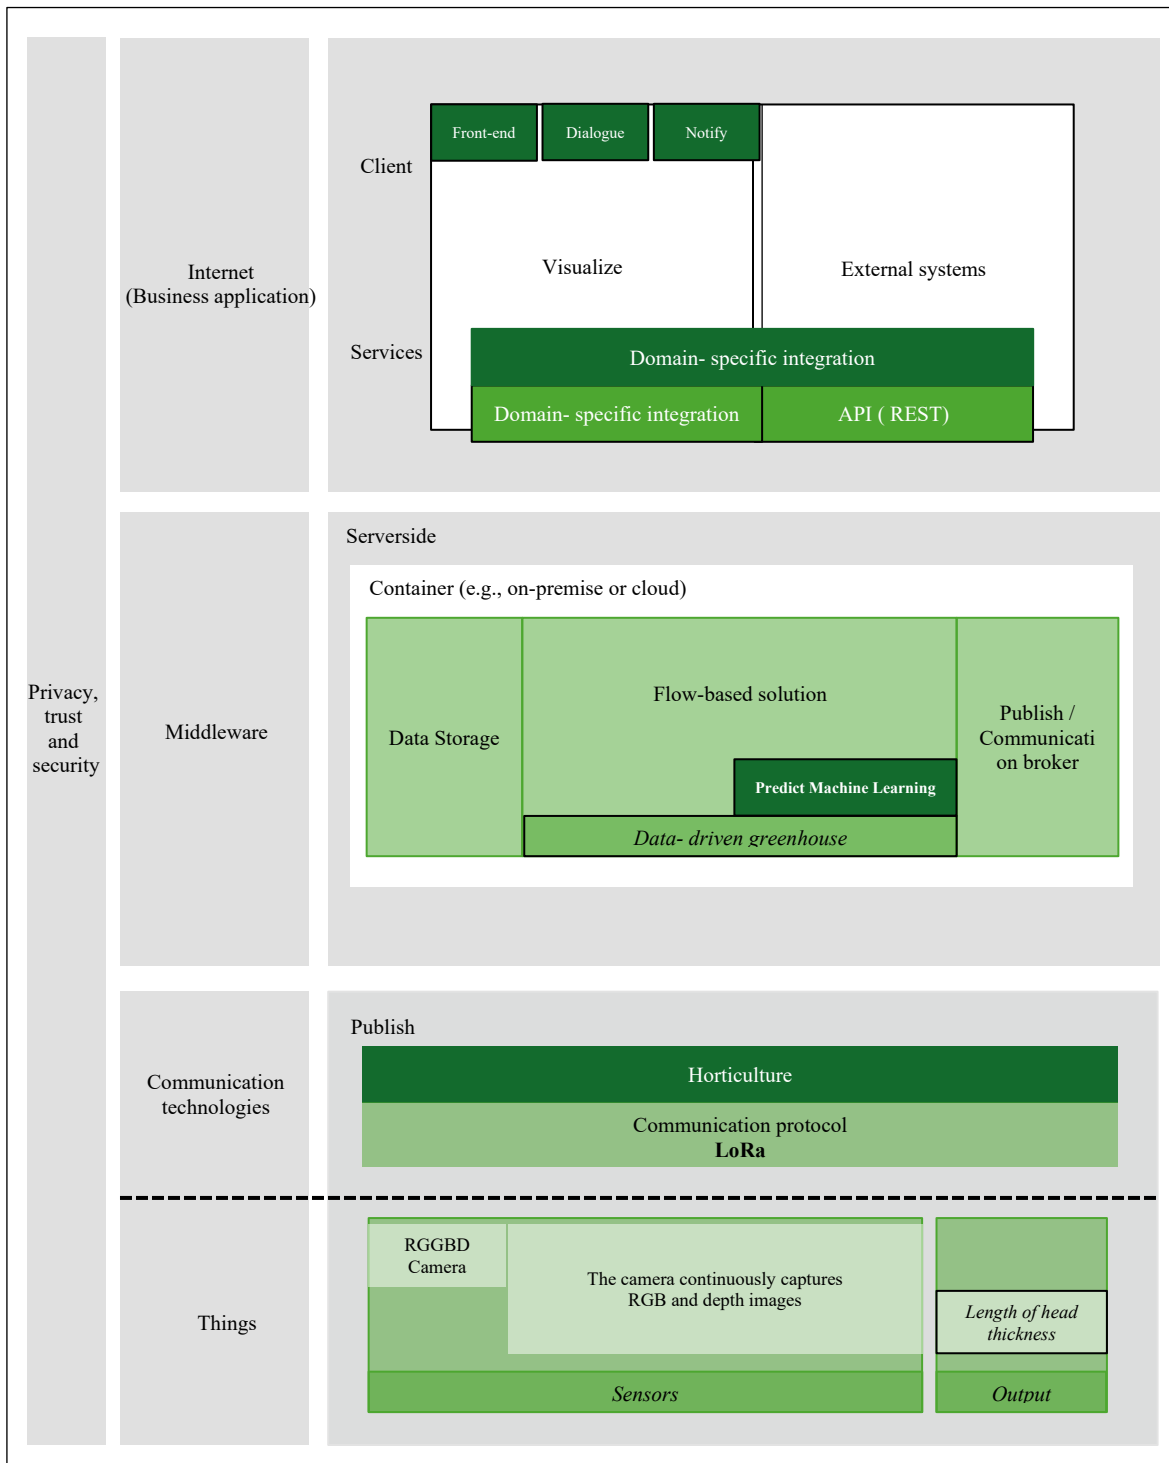 Privacy,
trust
and
security
Internet
(Business application)
Client
Front-end
Dialogue
Notify
Visualize
External systems
Services
Domain- specific integration
Domain- specific integration
API ( REST)
Middleware
Serverside
Container (e.g., on-premise or cloud)
Data Storage
Flow-based solution
Predict Machine Learning
Data- driven greenhouse
Publish /
Communicati
on broker
Communication
technologies
Publish
Horticulture
Communication protocol
LoRa
Things
RGGBD
Camera
The camera continuously captures
RGB and depth images
Sensors
Length of head
thickness
Output